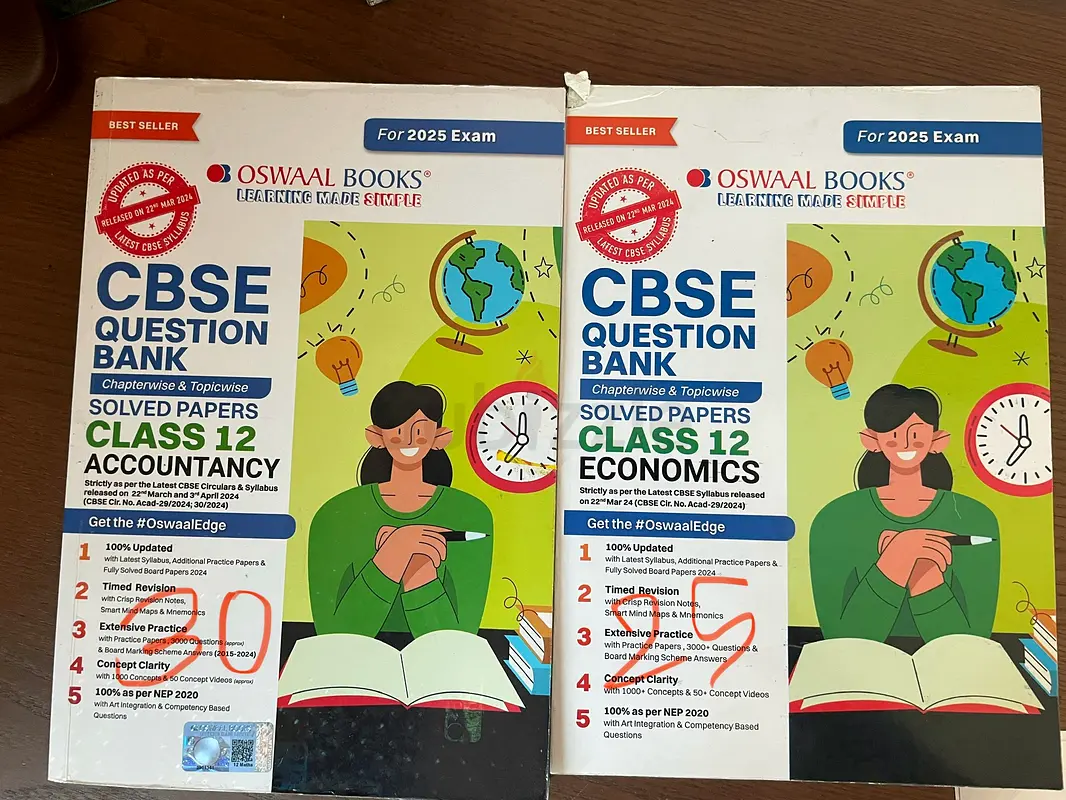 BEST SELLER
For 2025 Exam
UPDATED AS PER
RELEASED ON 22ND MAR 2024
LATEST CBSE SYLLABUS
OSWAAL BOOKS®
LEARNING MADE SIMPLE
CBSE
QUESTION
BANK
Chapterwise & Topicwise
SOLVED PAPERS
CLASS 12
ACCOUNTANCY
Strictly as per the Latest CBSE Circulars & Syllabus
released on 22nd March and 3rd April 2024
(CBSE Cir. No. Acad-29/2024; 30/2024)
Get the #OswaalEdge
1 100% Updated
with Latest Syllabus, Additional Practice Papers &
Fully Solved Board Papers 2024
2 Timed Revision
with Crisp Revision Notes,
Smart Mind Maps & Mnemonics
3 Extensive Practice
with Practice Papers, 3000 Questions (approx)
& Board Marking Scheme Answers (2015-2024)
4 Concept Clarity
with 1000 Concepts & 50 Concept Videos (approx)
5 100% as per NEP 2020
with Art Integration & Competency Based
Questions
30
12 Maths
BEST SELLER
For 2025 Exam
UPDATED AS PER
RELEASED ON 22ND MAR 2024
LATEST CBSE SYLLABUS
OSWAAL BOOKS®
LEARNING MADE SIMPLE
CBSE
QUESTION
BANK
Chapterwise & Topicwise
SOLVED PAPERS
CLASS 12
ECONOMICS
Strictly as per the Latest CBSE Syllabus released
on 22nd Mar 24 (CBSE Cir. No. Acad-29/2024)
Get the #OswaalEdge
1 100% Updated
with Latest Syllabus, Additional Practice Papers &
Fully Solved Board Papers 2024
2 Timed Revision
with Crisp Revision Notes,
Smart Mind Maps & Mnemonics
3 Extensive Practice
with Practice Papers, 3000+ Questions &
Board Marking Scheme Answers
4 Concept Clarity
with 1000+ Concepts & 50+ Concept Videos
5 100% as per NEP 2020
with Art Integration & Competency Based
Questions
25